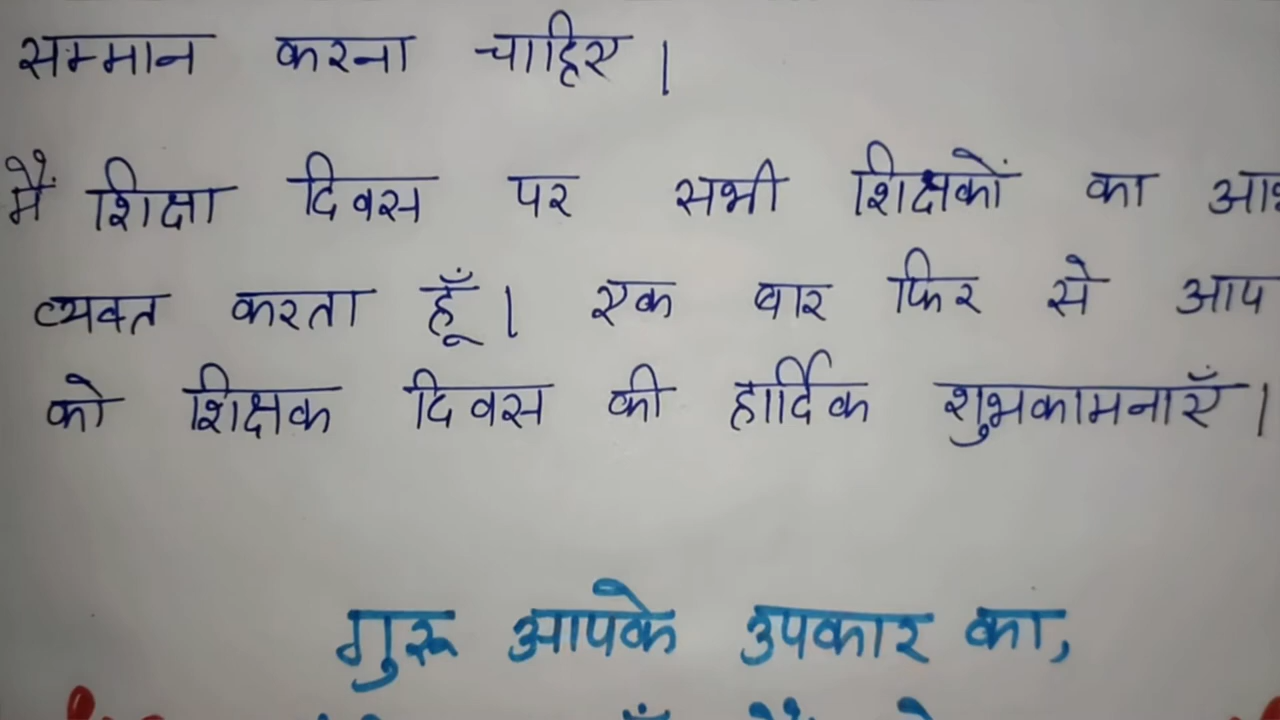 सम्मान करना चाहिए।
मैं शिक्षा दिवस पर सभी शिक्षकों का
व्यक्त करता हूँ। एक बार फिर से आप
को शिक्षक दिवस की हार्दिक शुभकामनाएँ।
गुरू आपके उपकार का,